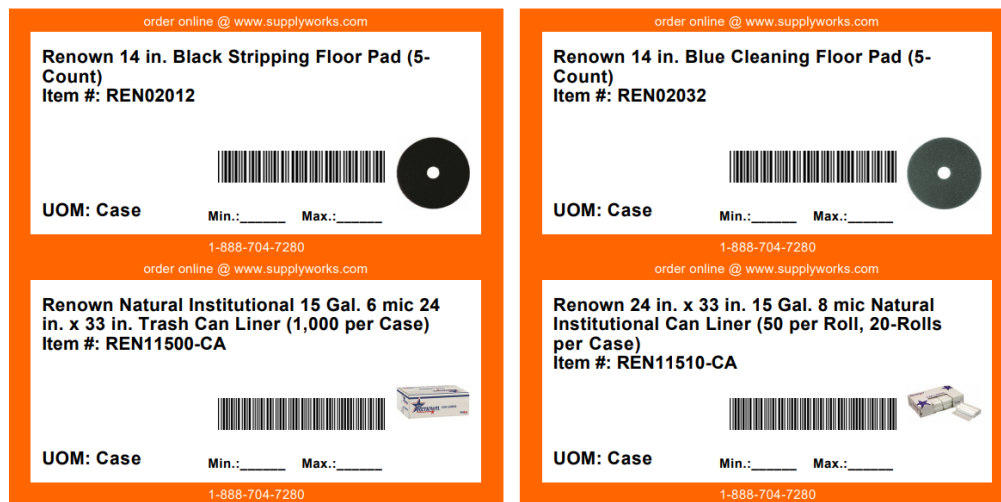 order online @ www.supplyworks.com
Renown 14 in. Black Stripping Floor Pad (5-
Count)
Item #: REN02012
UOM: Case
Min.:______ Max.:______
1-888-704-7280
order online @ www.supplyworks.com
Renown 14 in. Blue Cleaning Floor Pad (5-
Count)
Item #: REN02032
UOM: Case
Min.:______ Max.:______
1-888-704-7280
order online @ www.supplyworks.com
Renown Natural Institutional 15 Gal. 6 mic 24
in. x 33 in. Trash Can Liner (1,000 per Case)
Item #: REN11500-CA
RENOWN
UOM: Case
Min.:______ Max.:______
1-888-704-7280
order online @ www.supplyworks.com
Renown 24 in. x 33 in. 15 Gal. 8 mic Natural
Institutional Can Liner (50 per Roll, 20-Rolls
per Case)
Item #: REN11510-CA
UOM: Case
Min.:______ Max.:______
1-888-704-7280